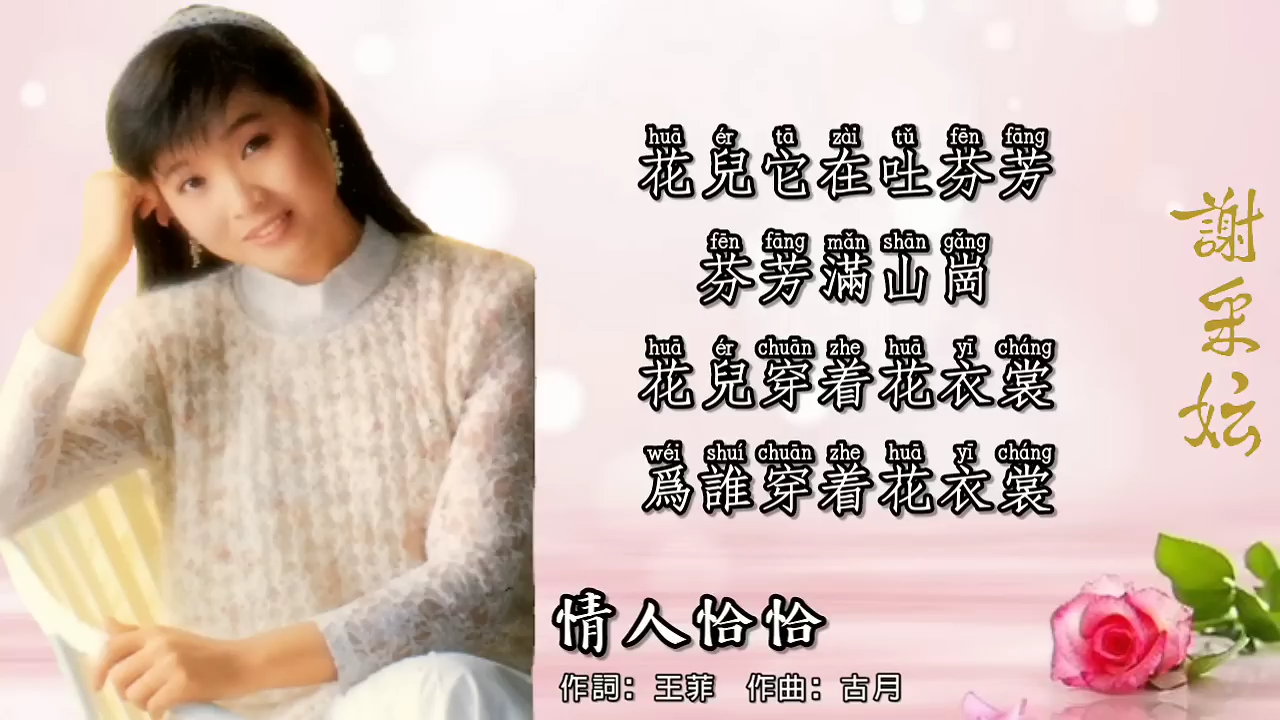 huā ér tā zài tǔ fēn fāng
花兒它在吐芬芳
fēn fāng mǎn shān gǎng
芬芳滿山崗
huā ér chuān zhe huā yī cháng
花兒穿着花衣裳
wéi shuí chuān zhe huā yī cháng
爲誰穿着花衣裳
謝采妘
情人恰恰
作詞：王菲　作曲：古月